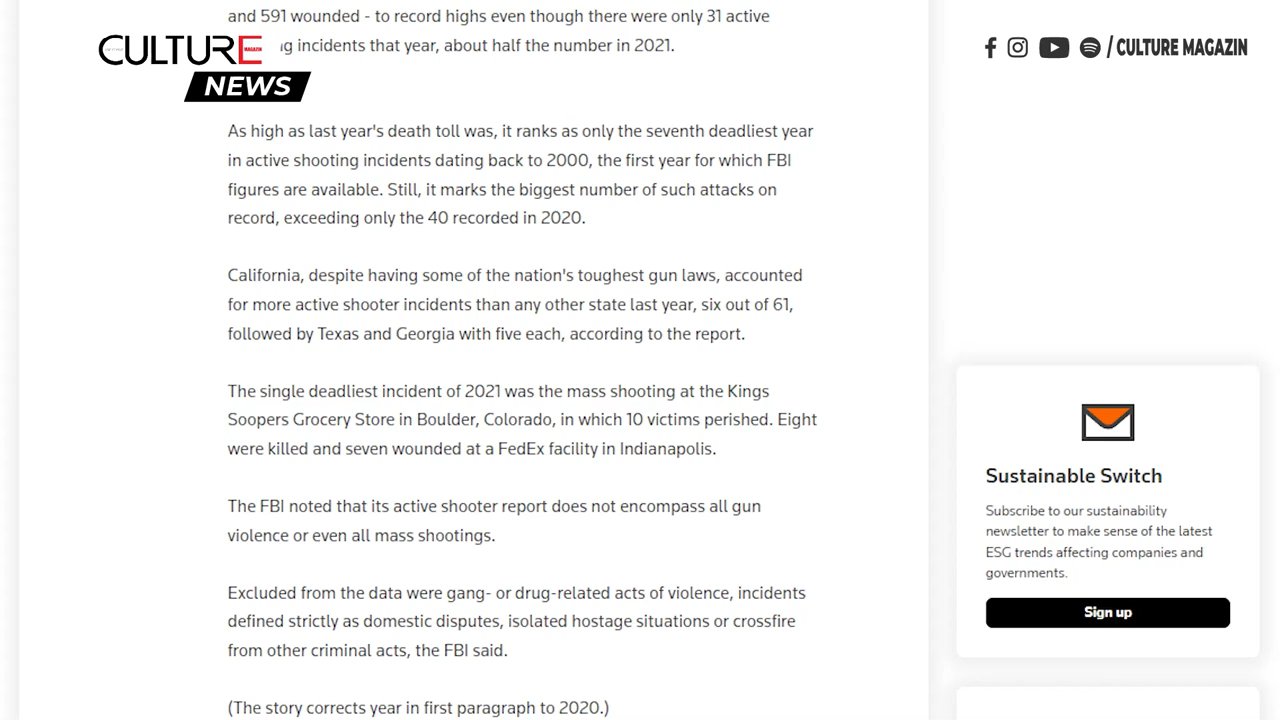 and 591 wounded - to record highs even though there were only 31 active
g incidents that year, about half the number in 2021.
CULTURE
MAGAZIN
NEWS
/ CULTURE MAGAZIN
As high as last year's death toll was, it ranks as only the seventh deadliest year
in active shooting incidents dating back to 2000, the first year for which FBI
figures are available. Still, it marks the biggest number of such attacks on
record, exceeding only the 40 recorded in 2020.
California, despite having some of the nation's toughest gun laws, accounted
for more active shooter incidents than any other state last year, six out of 61,
followed by Texas and Georgia with five each, according to the report.
The single deadliest incident of 2021 was the mass shooting at the Kings
Soopers Grocery Store in Boulder, Colorado, in which 10 victims perished. Eight
were killed and seven wounded at a FedEx facility in Indianapolis.
The FBI noted that its active shooter report does not encompass all gun
violence or even all mass shootings.
Excluded from the data were gang- or drug-related acts of violence, incidents
defined strictly as domestic disputes, isolated hostage situations or crossfire
from other criminal acts, the FBI said.
(The story corrects year in first paragraph to 2020.)
Sustainable Switch
Subscribe to our sustainability
newsletter to make sense of the latest
ESG trends affecting companies and
governments.
Sign up